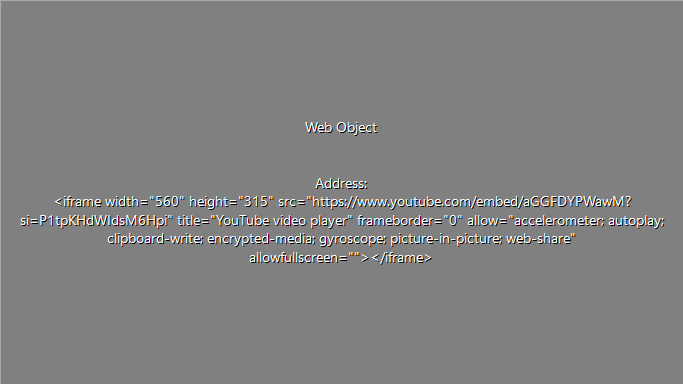 Web Object
Address:
<iframe width="560" height="315" src="https://www.youtube.com/embed/aGGFDYPWawM?
si=P1tpKHdWIdsM6Hpi" title="YouTube video player" frameborder="0" allow="accelerometer; autoplay;
clipboard-write; encrypted-media; gyroscope; picture-in-picture; web-share"
allowfullscreen=""></iframe>